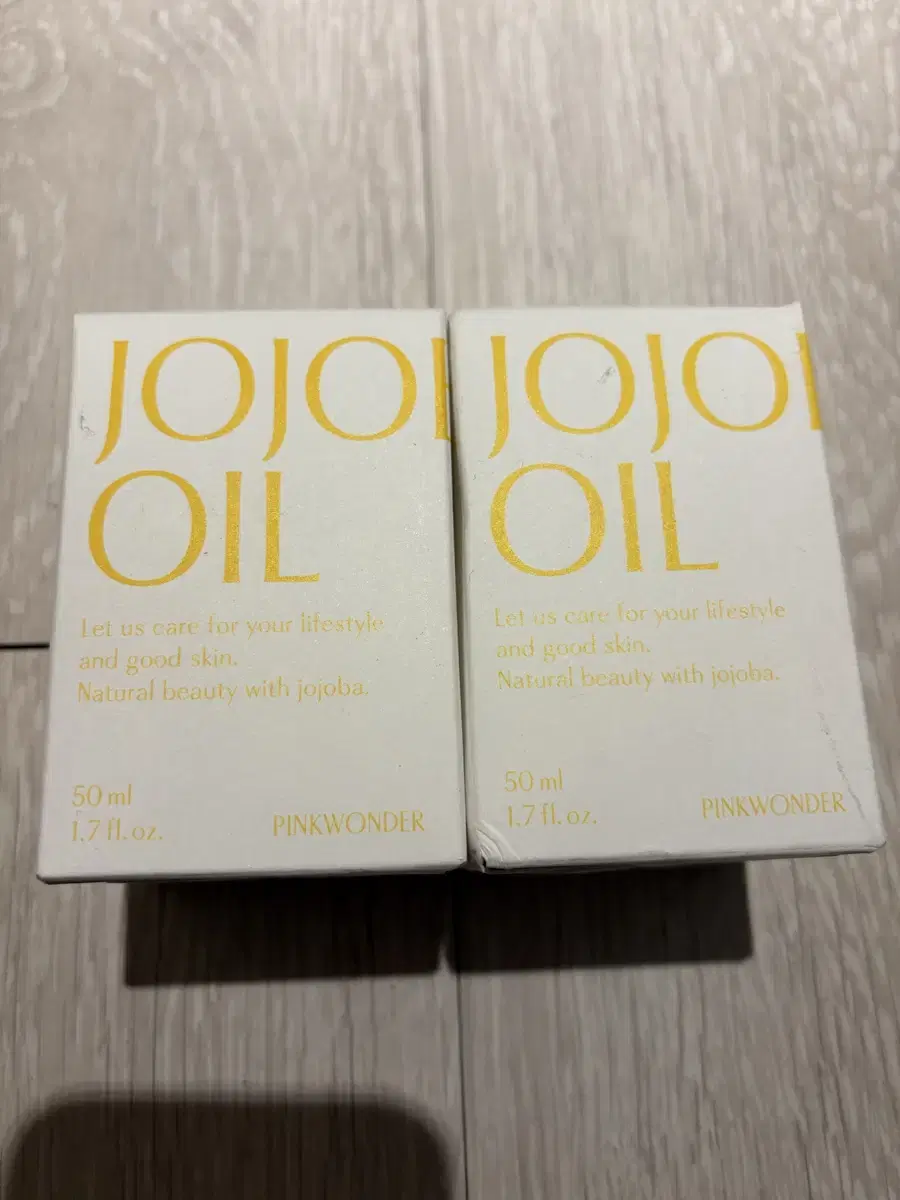 JOJO
OIL
Let us care for your lifestyle
and good skin.
Natural beauty with jojoba.
50 ml
1.7 fl. oz.
PINKWONDER
JOJO
OIL
Let us care for your lifestyle
and good skin.
Natural beauty with jojoba.
50 ml
1.7 fl. oz.
PINKWONDER